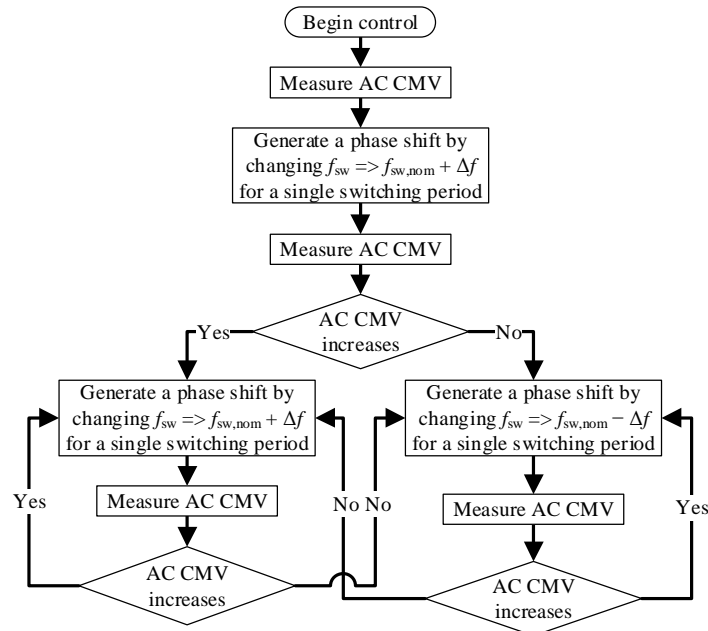 Begin control
Measure AC CMV
Generate a phase shift by
changing fsw => fsw,nom + Δf
for a single switching period
Measure AC CMV
AC CMV
increases
Yes
No
Generate a phase shift by
changing fsw => fsw,nom + Δf
for a single switching period
Generate a phase shift by
changing fsw => fsw,nom − Δf
for a single switching period
Yes
Measure AC CMV
No
No
Measure AC CMV
Yes
AC CMV
increases
AC CMV
increases